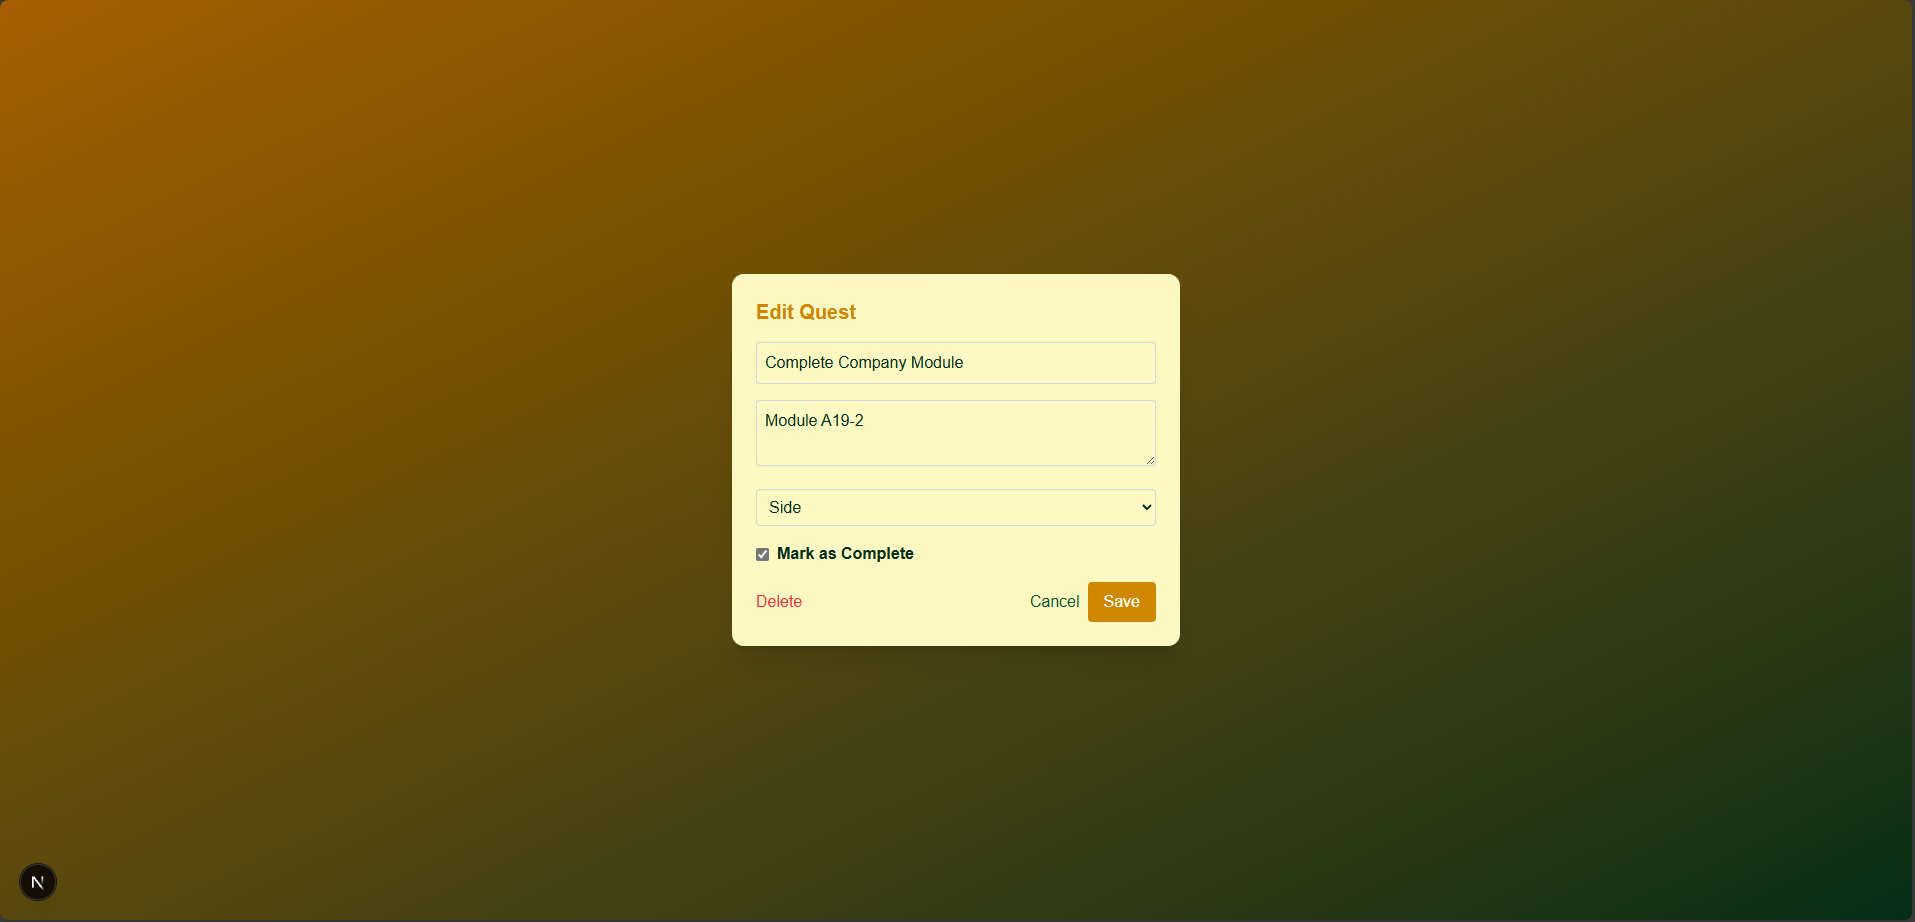 Edit Quest
Complete Company Module
Module A19-2
Side
Mark as Complete
Delete
Cancel
Save
N